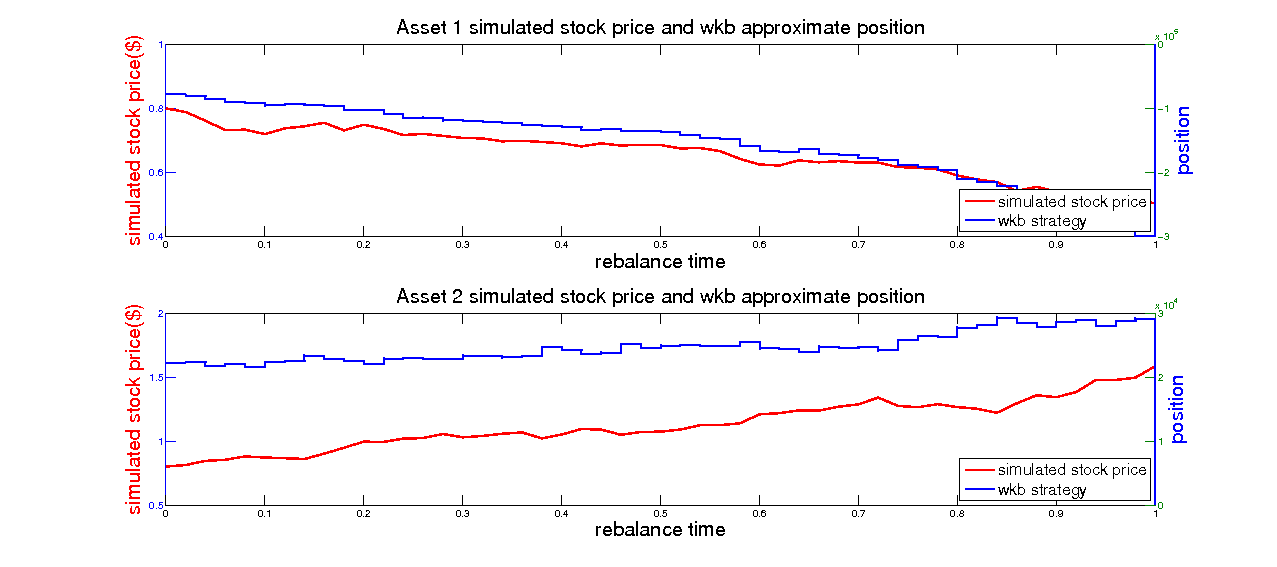 Asset 1 simulated stock price and wkb approximate position
x 10^5
simulated stock price($)
1
0.8
0.6
0.4
0
-1
-2
-3
position
simulated stock price
wkb strategy
0 0.1 0.2 0.3 0.4 0.5 0.6 0.7 0.8 0.9 1
rebalance time
Asset 2 simulated stock price and wkb approximate position
x 10^4
simulated stock price($)
2
1.5
1
0.5
3
2
1
0
position
simulated stock price
wkb strategy
0 0.1 0.2 0.3 0.4 0.5 0.6 0.7 0.8 0.9 1
rebalance time